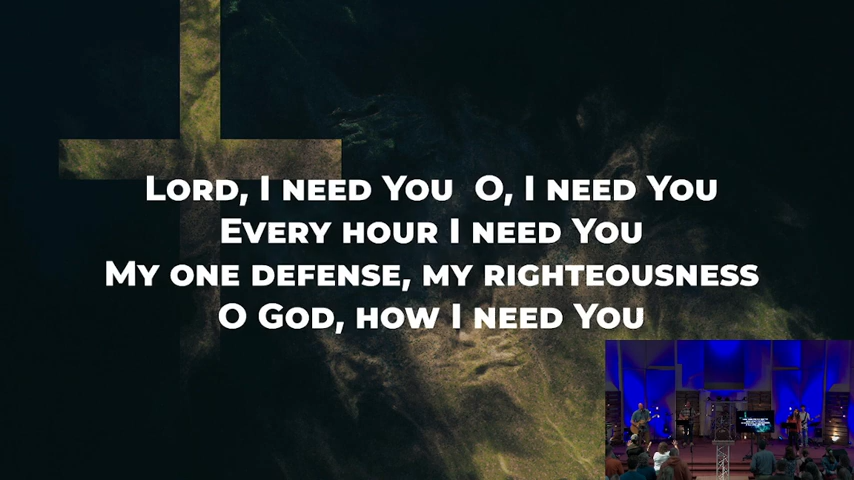 Lord, I need You  O, I need You
Every hour I need You
My one defense, my righteousness
O God, how I need You